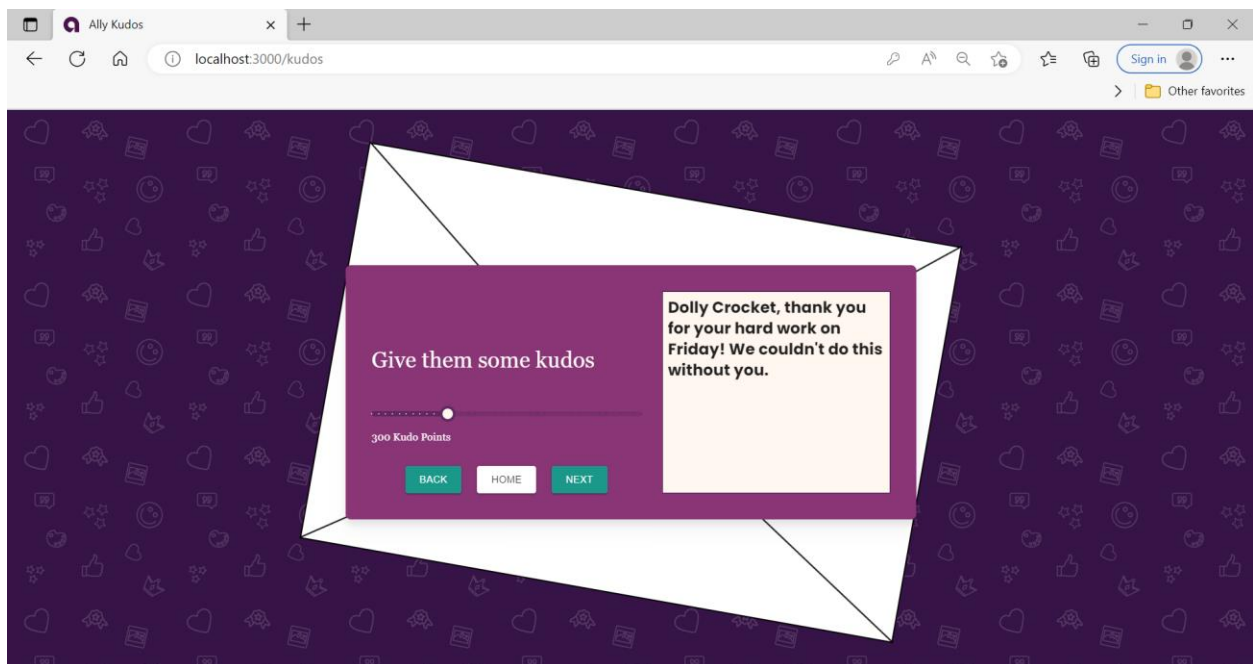 Ally Kudos
localhost:3000/kudos
Sign in
Other favorites
Give them some kudos
300 Kudo Points
BACK
HOME
NEXT
Dolly Crocket, thank you
for your hard work on
Friday! We couldn't do this
without you.